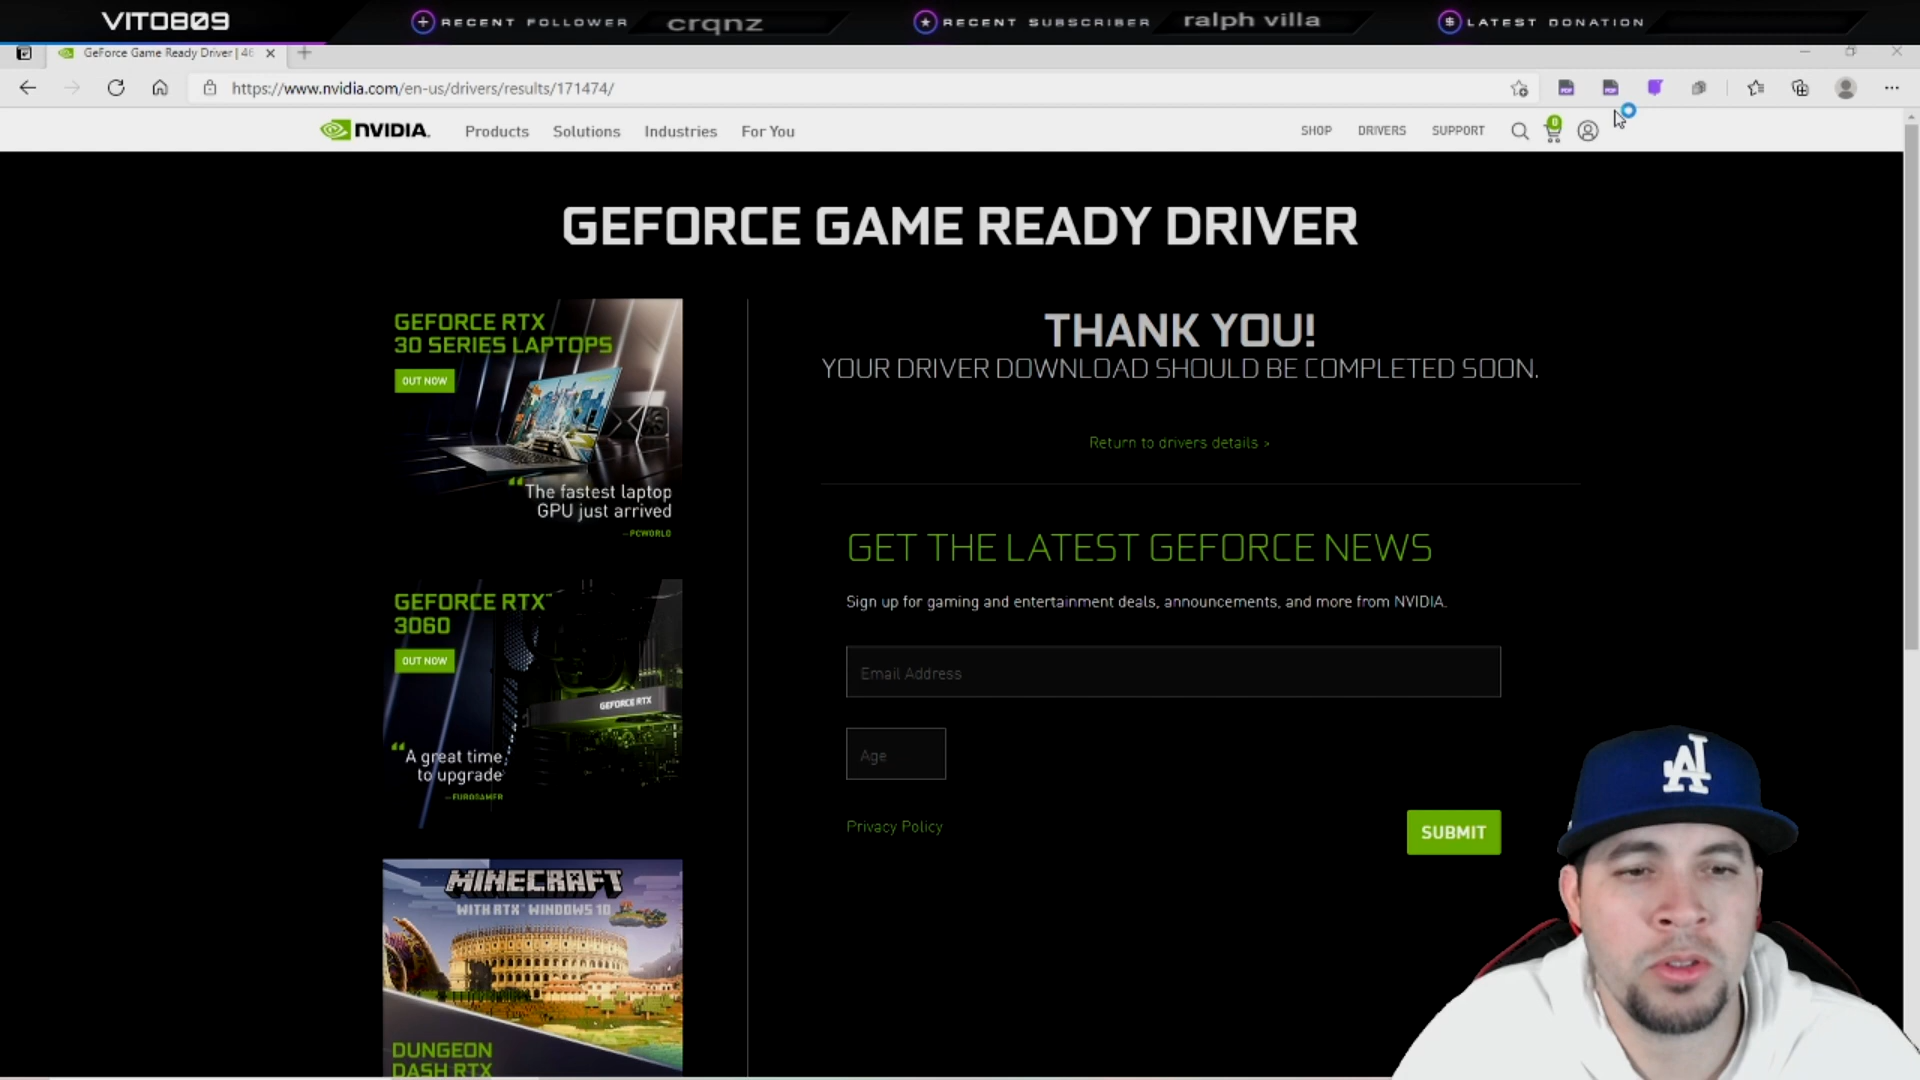 VITO809
RECENT FOLLOWER
crqnz
RECENT SUBSCRIBER
ralph villa
LATEST DONATION
GeForce Game Ready Driver | 46
https://www.nvidia.com/en-us/drivers/results/171474/
NVIDIA.
Products
Solutions
Industries
For You
SHOP
DRIVERS
SUPPORT
0
GEFORCE GAME READY DRIVER
GEFORCE RTX
30 SERIES LAPTOPS
OUT NOW
“The fastest laptop
GPU just arrived
—PCWORLD
GEFORCE RTX™
3060
OUT NOW
GEFORCE RTX
“A great time
to upgrade
—EUROGAMER
MINECRAFT
WITH RTX™ WINDOWS 10
DUNGEON
DASH RTX
THANK YOU!
YOUR DRIVER DOWNLOAD SHOULD BE COMPLETED SOON.
Return to drivers details >
GET THE LATEST GEFORCE NEWS
Sign up for gaming and entertainment deals, announcements, and more from NVIDIA.
Email Address
Age
Privacy Policy
SUBMIT
LA